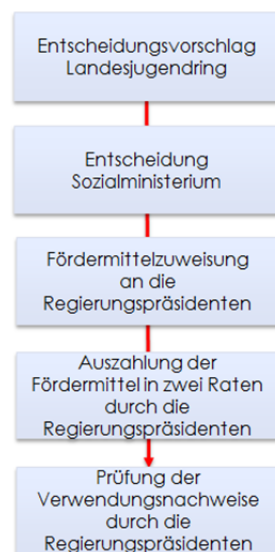 Entscheidungsvorschlag
Landesjugendring
Entscheidung
Sozialministerium
Fördermittelzuweisung
an die
Regierungspräsidenten
Auszahlung der
Fördermittel in zwei Raten
durch die
Regierungspräsidenten
Prüfung der
Verwendungsnachweise
durch die
Regierungspräsidenten